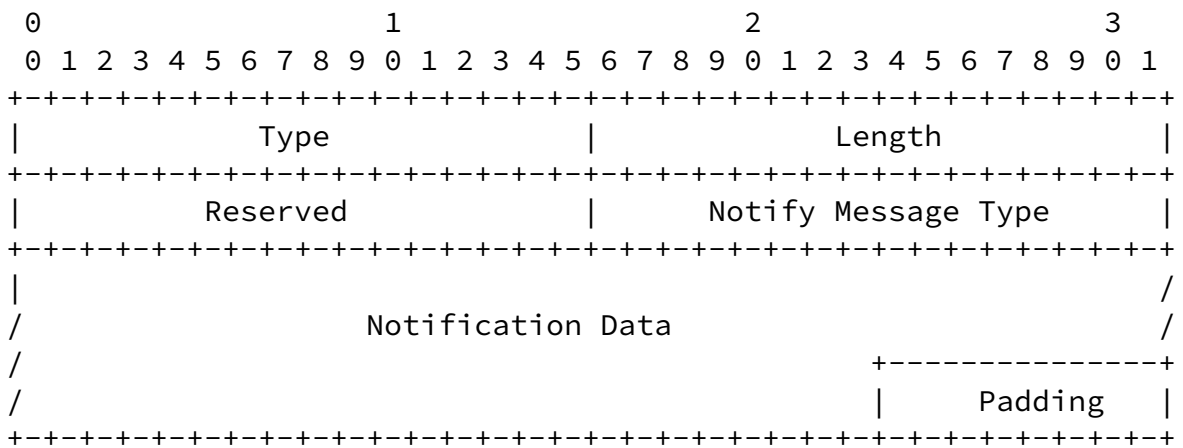 0                   1                   2                   3
 0 1 2 3 4 5 6 7 8 9 0 1 2 3 4 5 6 7 8 9 0 1 2 3 4 5 6 7 8 9 0 1
+-+-+-+-+-+-+-+-+-+-+-+-+-+-+-+-+-+-+-+-+-+-+-+-+-+-+-+-+-+-+-+-+
|             Type              |             Length            |
+-+-+-+-+-+-+-+-+-+-+-+-+-+-+-+-+-+-+-+-+-+-+-+-+-+-+-+-+-+-+-+-+
|          Reserved             |      Notify Message Type      |
+-+-+-+-+-+-+-+-+-+-+-+-+-+-+-+-+-+-+-+-+-+-+-+-+-+-+-+-+-+-+-+-+
|                                                               /
/                   Notification Data                           /
/                                               +---------------+
/                                               |     Padding   |
+-+-+-+-+-+-+-+-+-+-+-+-+-+-+-+-+-+-+-+-+-+-+-+-+-+-+-+-+-+-+-+-+